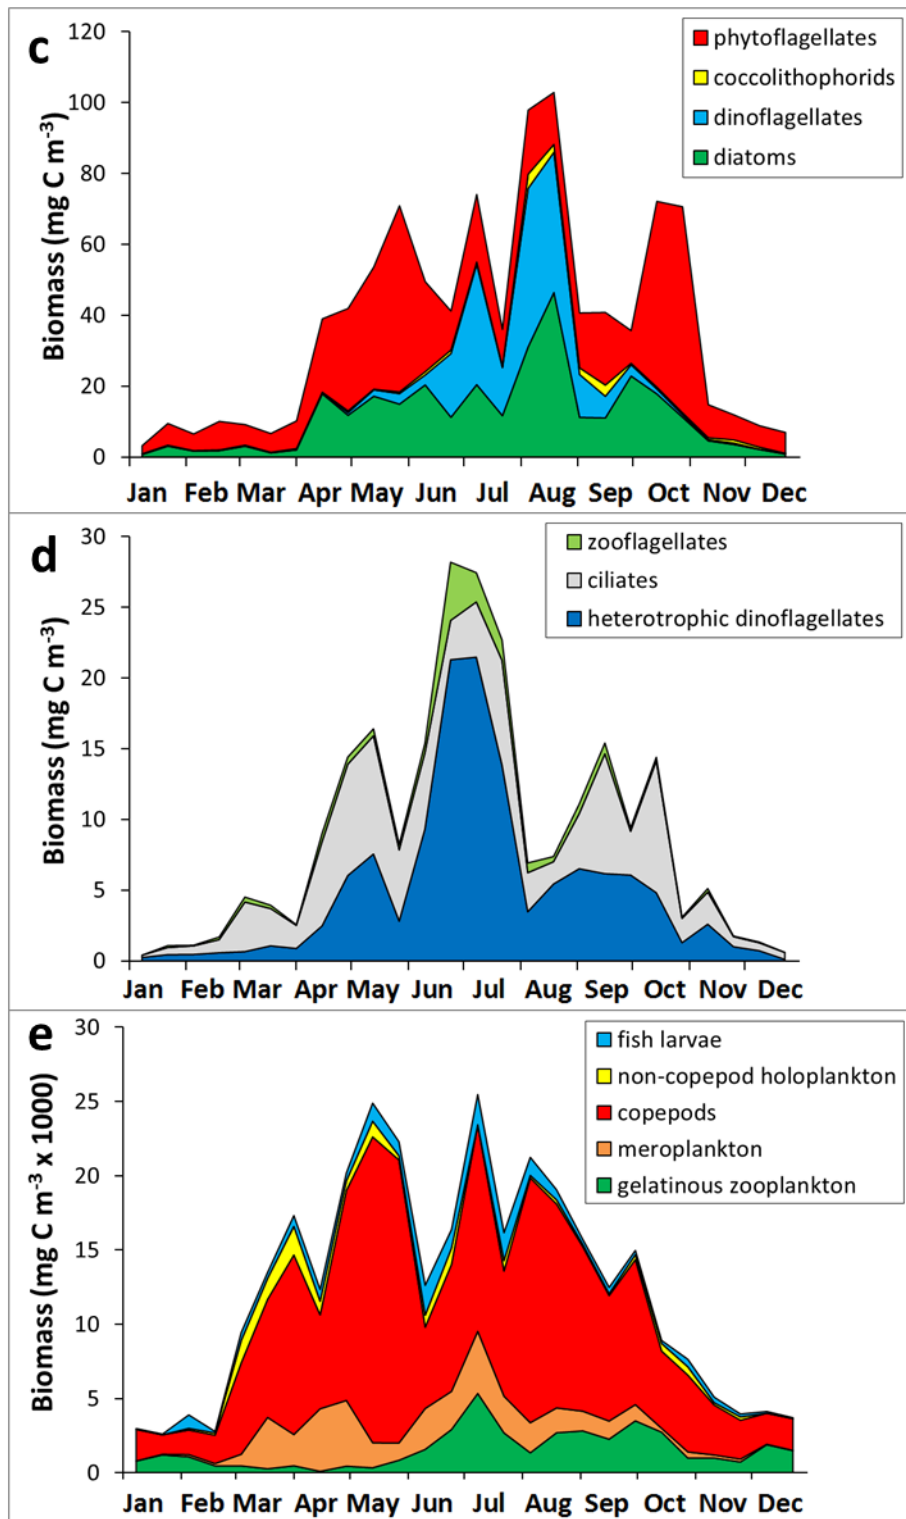 c
phytoflagellates
coccolithophorids
dinoflagellates
diatoms
Biomass (mg C m⁻³)
120
100
80
60
40
20
0
Jan Feb Mar Apr May Jun Jul Aug Sep Oct Nov Dec
d
zooflagellates
ciliates
heterotrophic dinoflagellates
Biomass (mg C m⁻³)
30
25
20
15
10
5
0
Jan Feb Mar Apr May Jun Jul Aug Sep Oct Nov Dec
e
fish larvae
non-copepod holoplankton
copepods
meroplankton
gelatinous zooplankton
Biomass (mg C m⁻³ x 1000)
30
25
20
15
10
5
0
Jan Feb Mar Apr May Jun Jul Aug Sep Oct Nov Dec